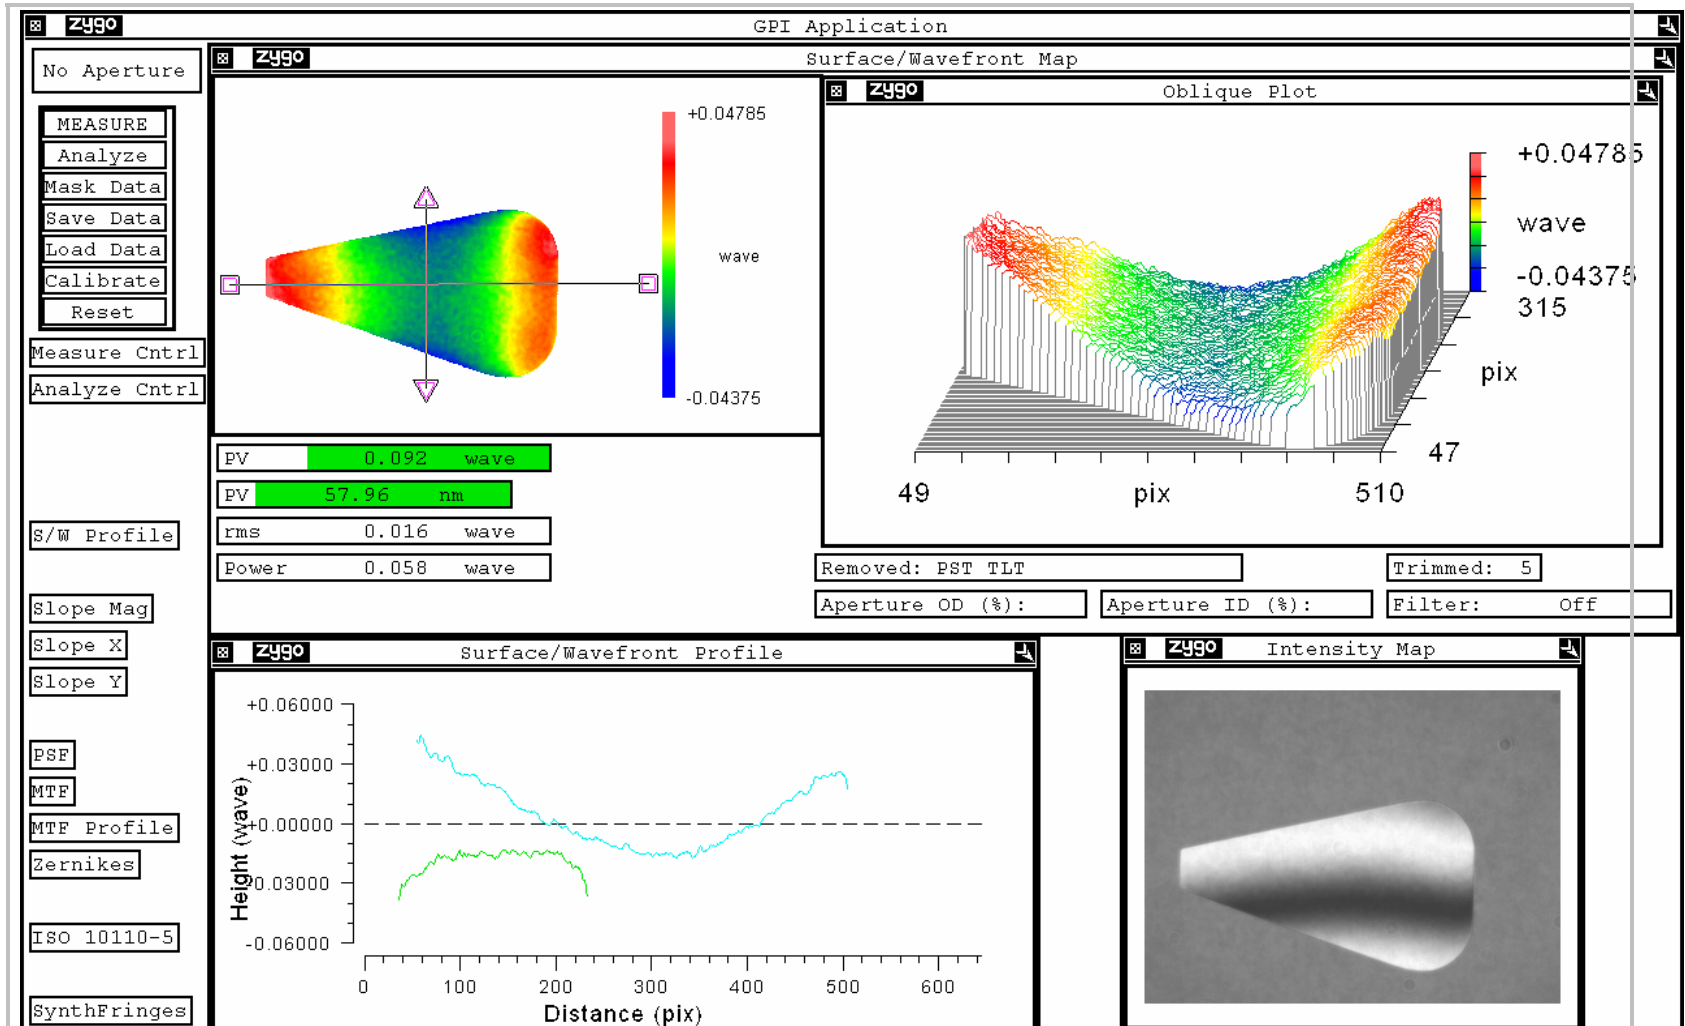 zygo GPI Application
No Aperture
MEASURE
Analyze
Mask Data
Save Data
Load Data
Calibrate
Reset
Measure Cntrl
Analyze Cntrl
S/W Profile
Slope Mag
Slope X
Slope Y
PSF
MTF
MTF Profile
Zernikes
ISO 10110-5
SynthFringes
zygo Surface/Wavefront Map
+0.04785
wave
-0.04375
zygo Oblique Plot
+0.04785
wave
-0.04375
315
pix
47
49 pix 510
PV 0.092 wave
PV 57.96 nm
rms 0.016 wave
Power 0.058 wave
Removed: PST TLT
Trimmed: 5
Aperture OD (%):
Aperture ID (%):
Filter: Off
zygo Surface/Wavefront Profile
+0.06000
+0.03000
+0.00000
0.03000
-0.06000
Height (wave)
0 100 200 300 400 500 600
Distance (pix)
zygo Intensity Map